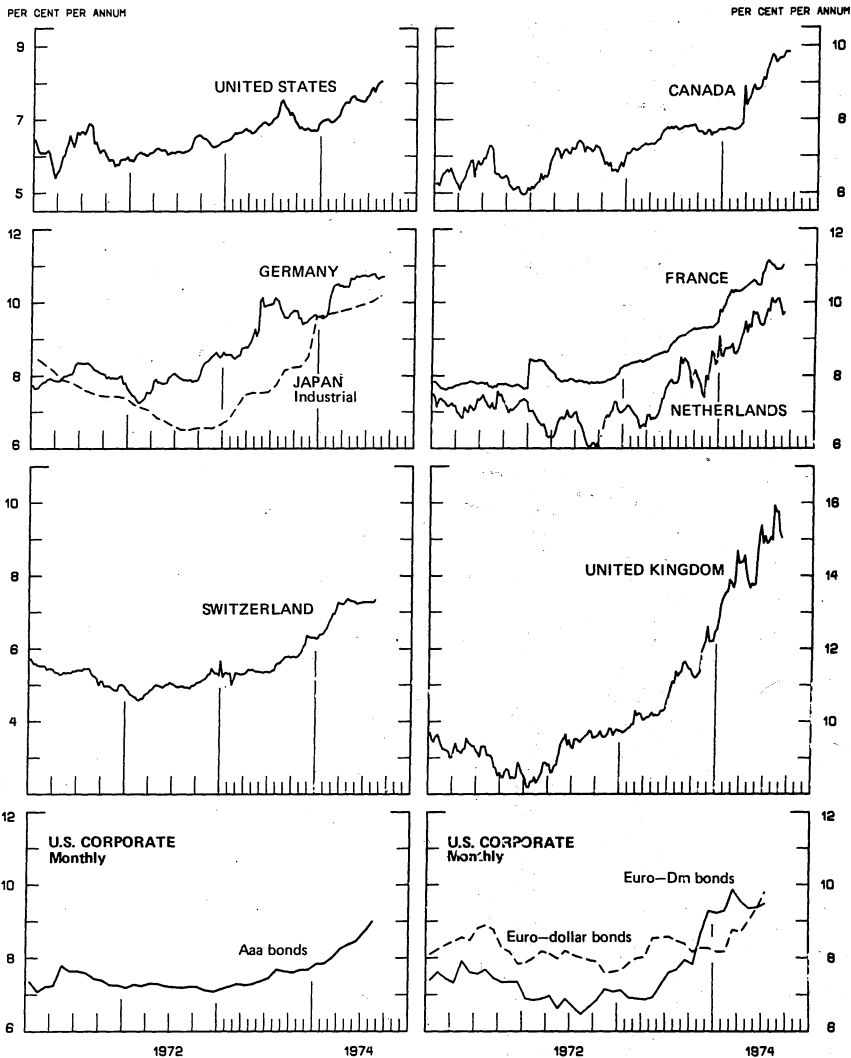 PER CENT PER ANNUM
PER CENT PER ANNUM
9
7
5
UNITED STATES
10
8
6
CANADA
12
10
8
6
GERMANY
JAPAN
Industrial
12
10
8
6
FRANCE
NETHERLANDS
10
8
6
4
SWITZERLAND
16
14
12
10
UNITED KINGDOM
12
10
8
6
U.S. CORPORATE
Monthly
Aaa bonds
1972
1974
12
10
8
6
U.S. CORPORATE
Monthly
Euro-Dm bonds
Euro-dollar bonds
1972
1974